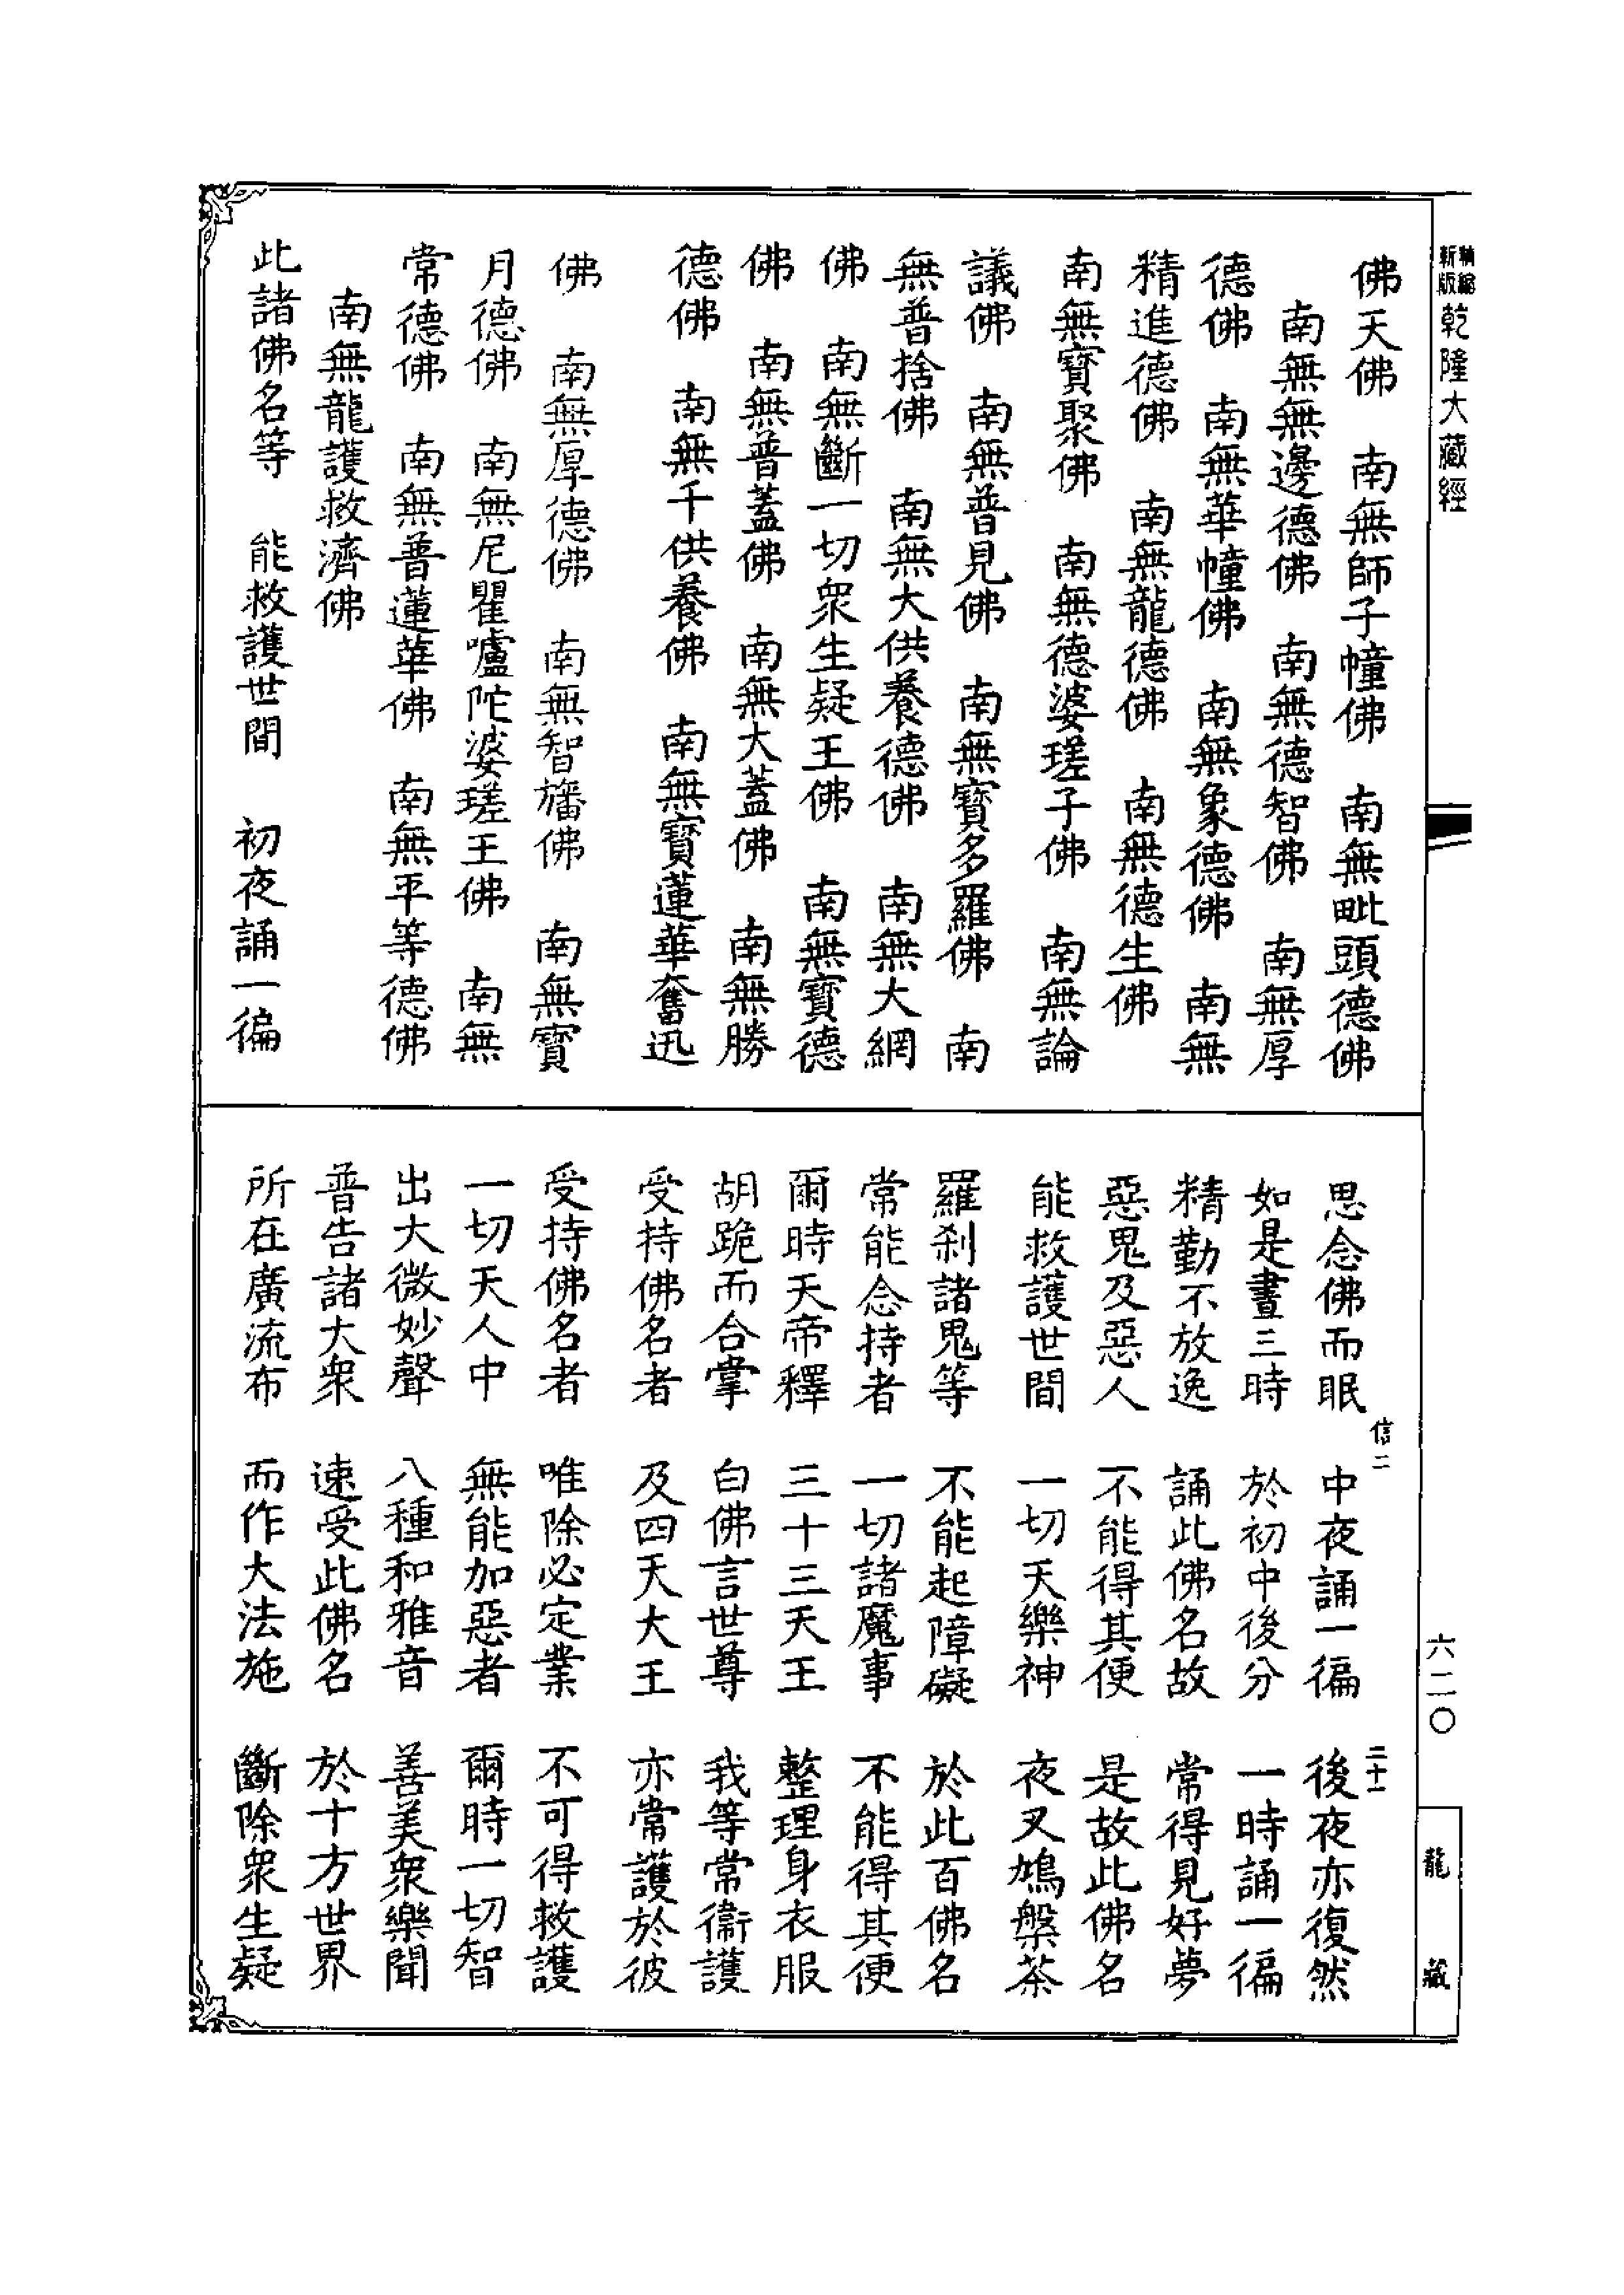 精縮新版 乾隆大藏經
六二〇
龍藏
佛天佛　南無師子幢佛　南無毗頭德佛
南無無邊德佛　南無德智佛　南無厚
德佛　南無華幢佛　南無象德佛　南無
精進德佛　南無龍德佛　南無德生佛
南無寶聚佛　南無德婆瑳子佛　南無論
議佛　南無普見佛　南無寶多羅佛　南
無普捨佛　南無大供養德佛　南無大網
佛　南無斷一切眾生疑王佛　南無寶德
佛　南無普蓋佛　南無大蓋佛　南無勝
德佛　南無千供養佛　南無寶蓮華奮迅
佛　南無厚德佛　南無智旛佛　南無寶
月德佛　南無尼瞿嚧陀婆瑳王佛　南無
常德佛　南無普蓮華佛　南無平等德佛
南無龍護救濟佛
此諸佛名等　能救護世間　初夜誦一徧
思念佛而眠　中夜誦一徧　後夜亦復然
信二
二十一
如是晝三時　於初中後分　一時誦一徧
精勤不放逸　誦此佛名故　常得見好夢
惡鬼及惡人　不能得其便　是故此佛名
能救護世間　一切天樂神　夜叉鳩槃茶
羅剎諸鬼等　不能起障礙　於此百佛名
常能念持者　一切諸魔事　不能得其便
爾時天帝釋　三十三天王　整理身衣服
胡跪而合掌　白佛言世尊　我等常衞護
受持佛名者　及四天大王　亦常護於彼
受持佛名者　唯除必定業　不可得救護
一切天人中　無能加惡者　爾時一切智
出大微妙聲　八種和雅音　善美眾樂聞
普告諸大眾　速受此佛名　於十方世界
所在廣流布　而作大法施　斷除眾生疑